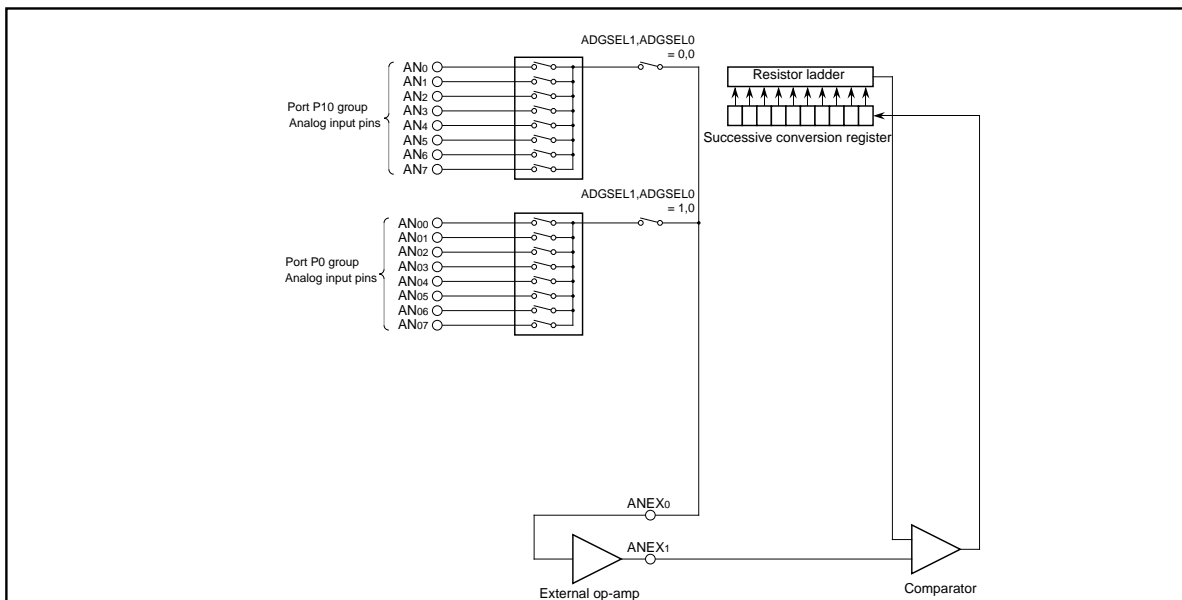 ADGSEL1,ADGSEL0
= 0,0
AN0
AN1
AN2
AN3
AN4
AN5
AN6
AN7
Port P10 group
Analog input pins
Resistor ladder
Successive conversion register
ADGSEL1,ADGSEL0
= 1,0
AN00
AN01
AN02
AN03
AN04
AN05
AN06
AN07
Port P0 group
Analog input pins
ANEX0
ANEX1
External op-amp
Comparator